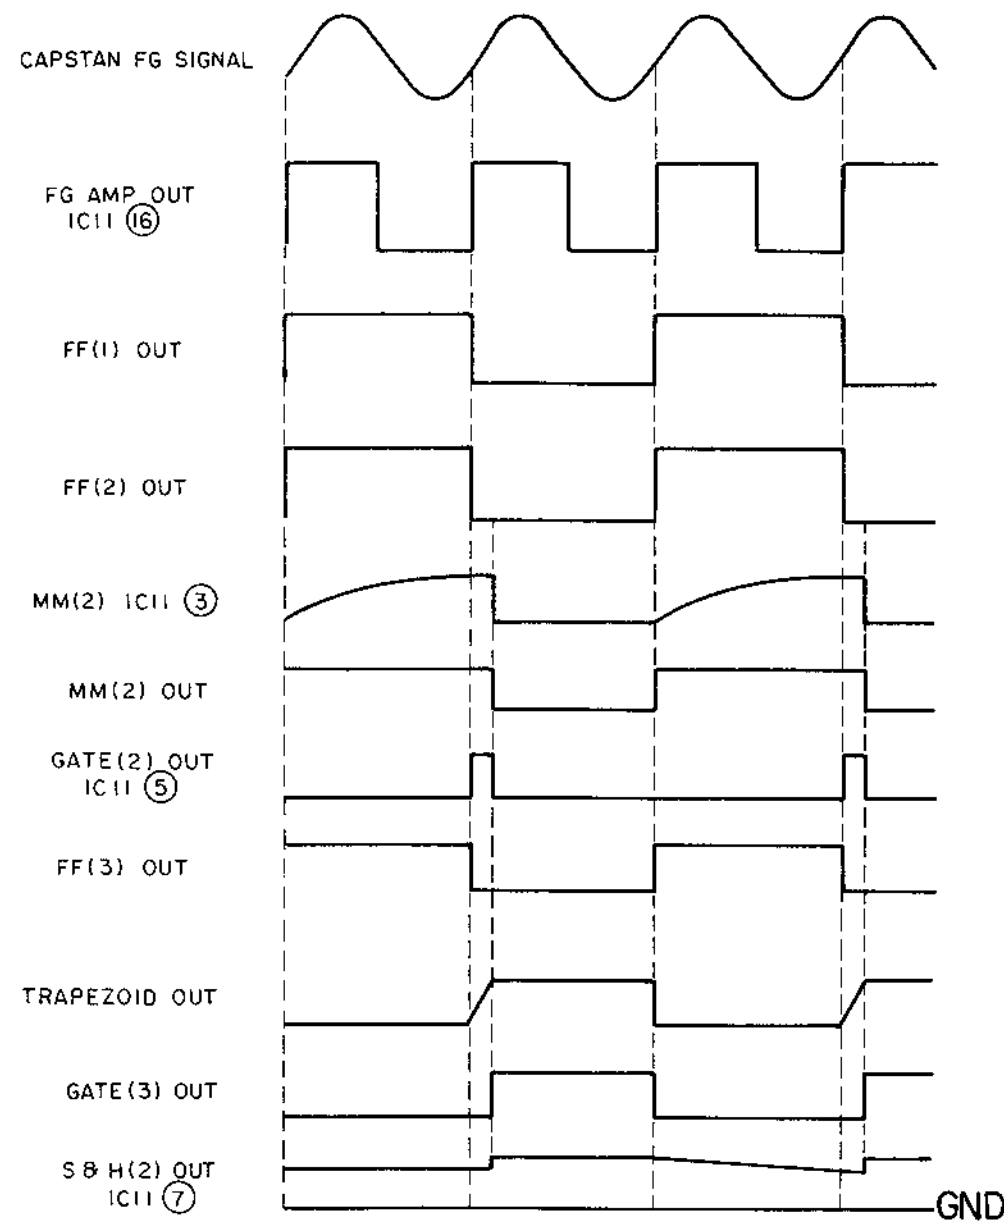 CAPSTAN FG SIGNAL
FG AMP OUT
IC11 ⑯
FF(1) OUT
FF(2) OUT
MM(2) IC11 ③
MM(2) OUT
GATE(2) OUT
IC11 ⑤
FF(3) OUT
TRAPEZOID OUT
GATE(3) OUT
S & H(2) OUT
IC11 ⑦
GND